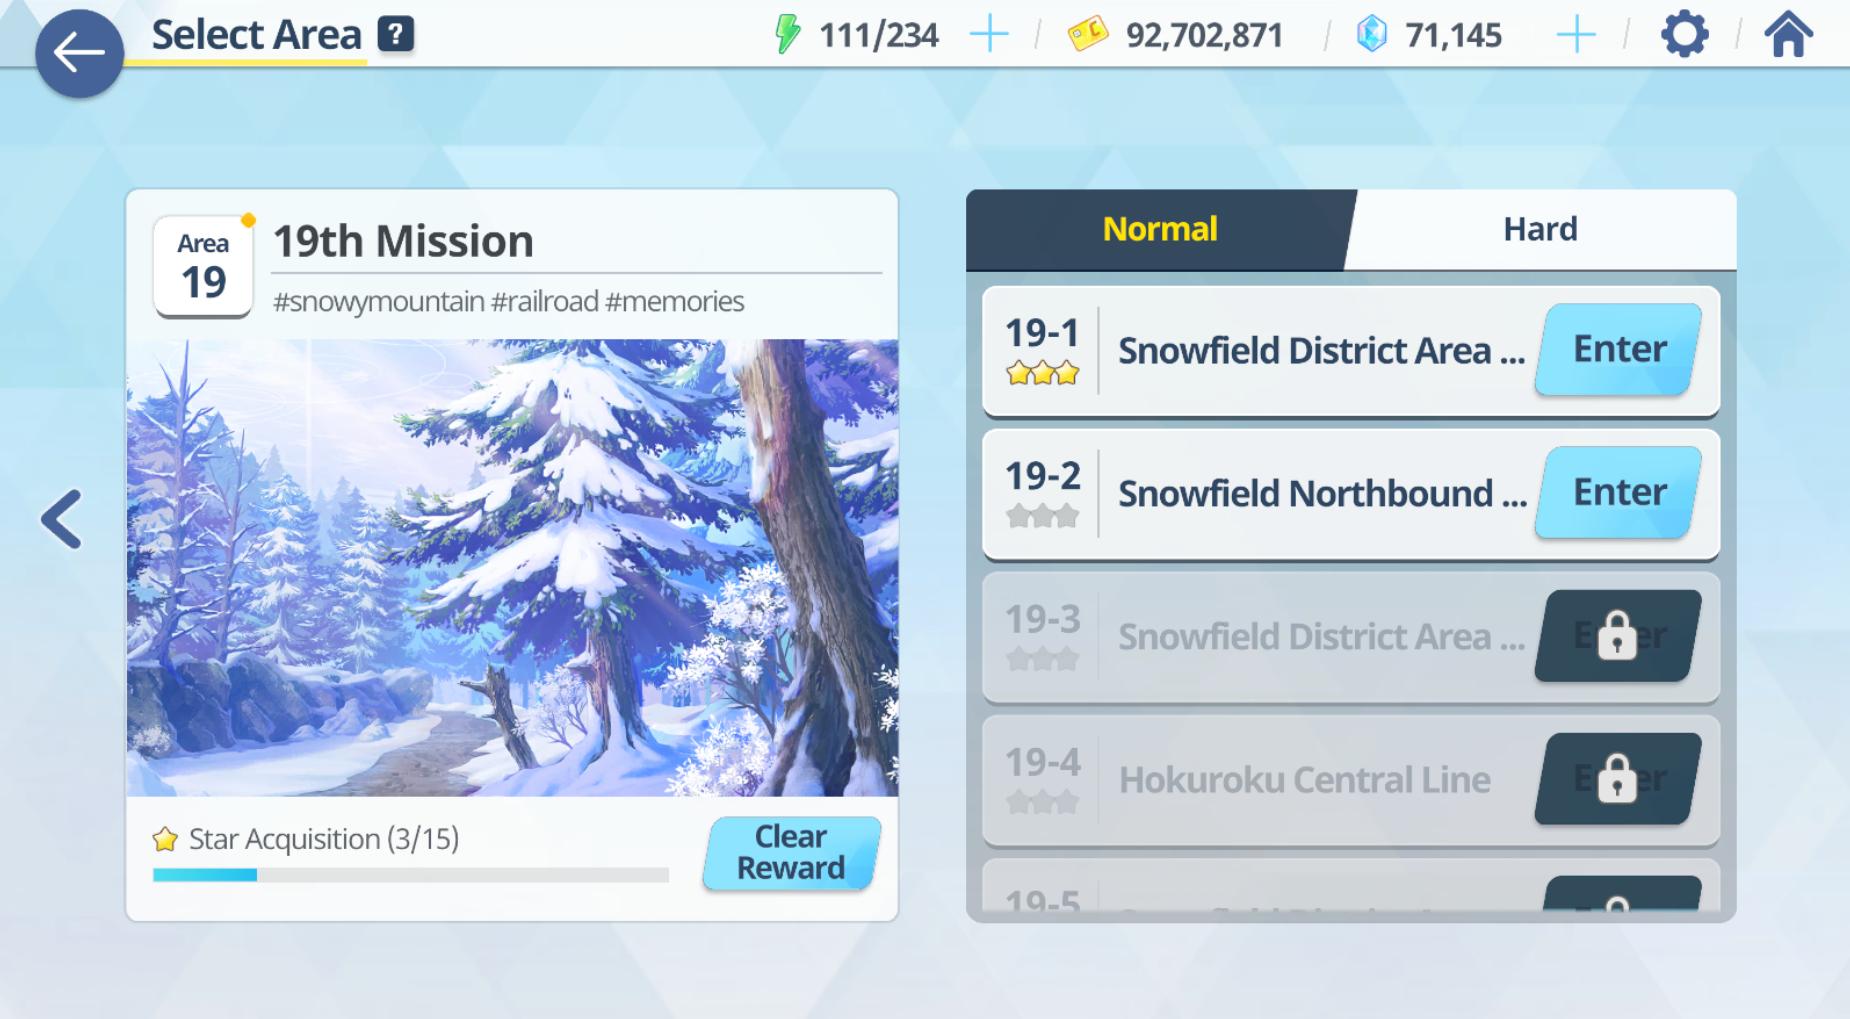 Select Area ?
111/234
92,702,871
71,145
Area
19
19th Mission
#snowymountain #railroad #memories
Star Acquisition (3/15)
Clear
Reward
Normal
Hard
19-1
Snowfield District Area ...
Enter
19-2
Snowfield Northbound ...
Enter
19-3
Snowfield District Area ...
19-4
Hokuroku Central Line
19-5